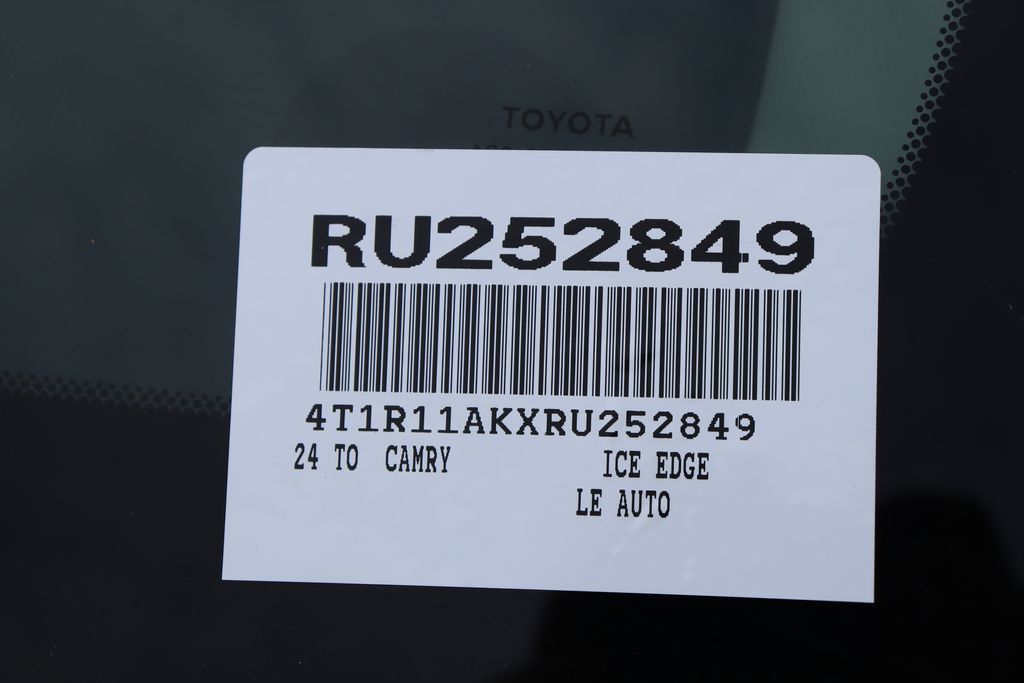 TOYOTA
RU252849
4T1R11AKXRU252849
24 TO CAMRY ICE EDGE
LE AUTO